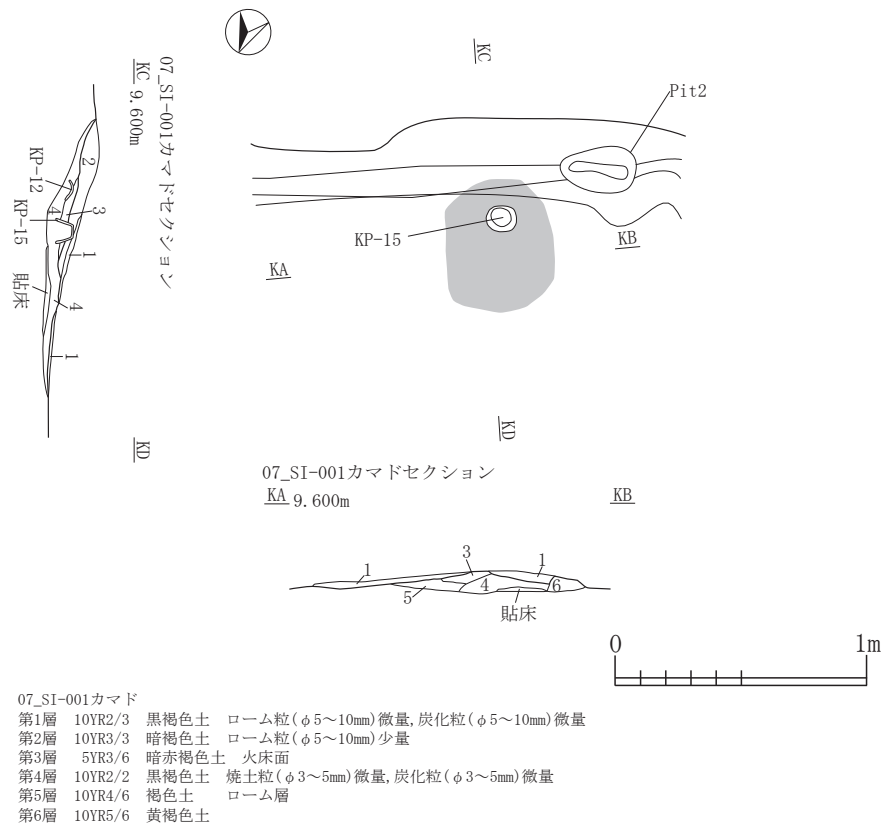 KC
Pit2
KP-15
KA
KB
KD
07_SI-001カマドセクション
KC 9.600m
2
KP-12
3
4
KP-15
1
貼床
4
1
KD
07_SI-001カマドセクション
KA 9.600m
KB
3
1
1
4
6
5
貼床
0
1m
07_SI-001カマド
第1層 10YR2/3 黒褐色土 ローム粒(φ5～10mm)微量,炭化粒(φ5～10mm)微量
第2層 10YR3/3 暗褐色土 ローム粒(φ5～10mm)少量
第3層 5YR3/6 暗赤褐色土 火床面
第4層 10YR2/2 黒褐色土 焼土粒(φ3～5mm)微量,炭化粒(φ3～5mm)微量
第5層 10YR4/6 褐色土 ローム層
第6層 10YR5/6 黄褐色土